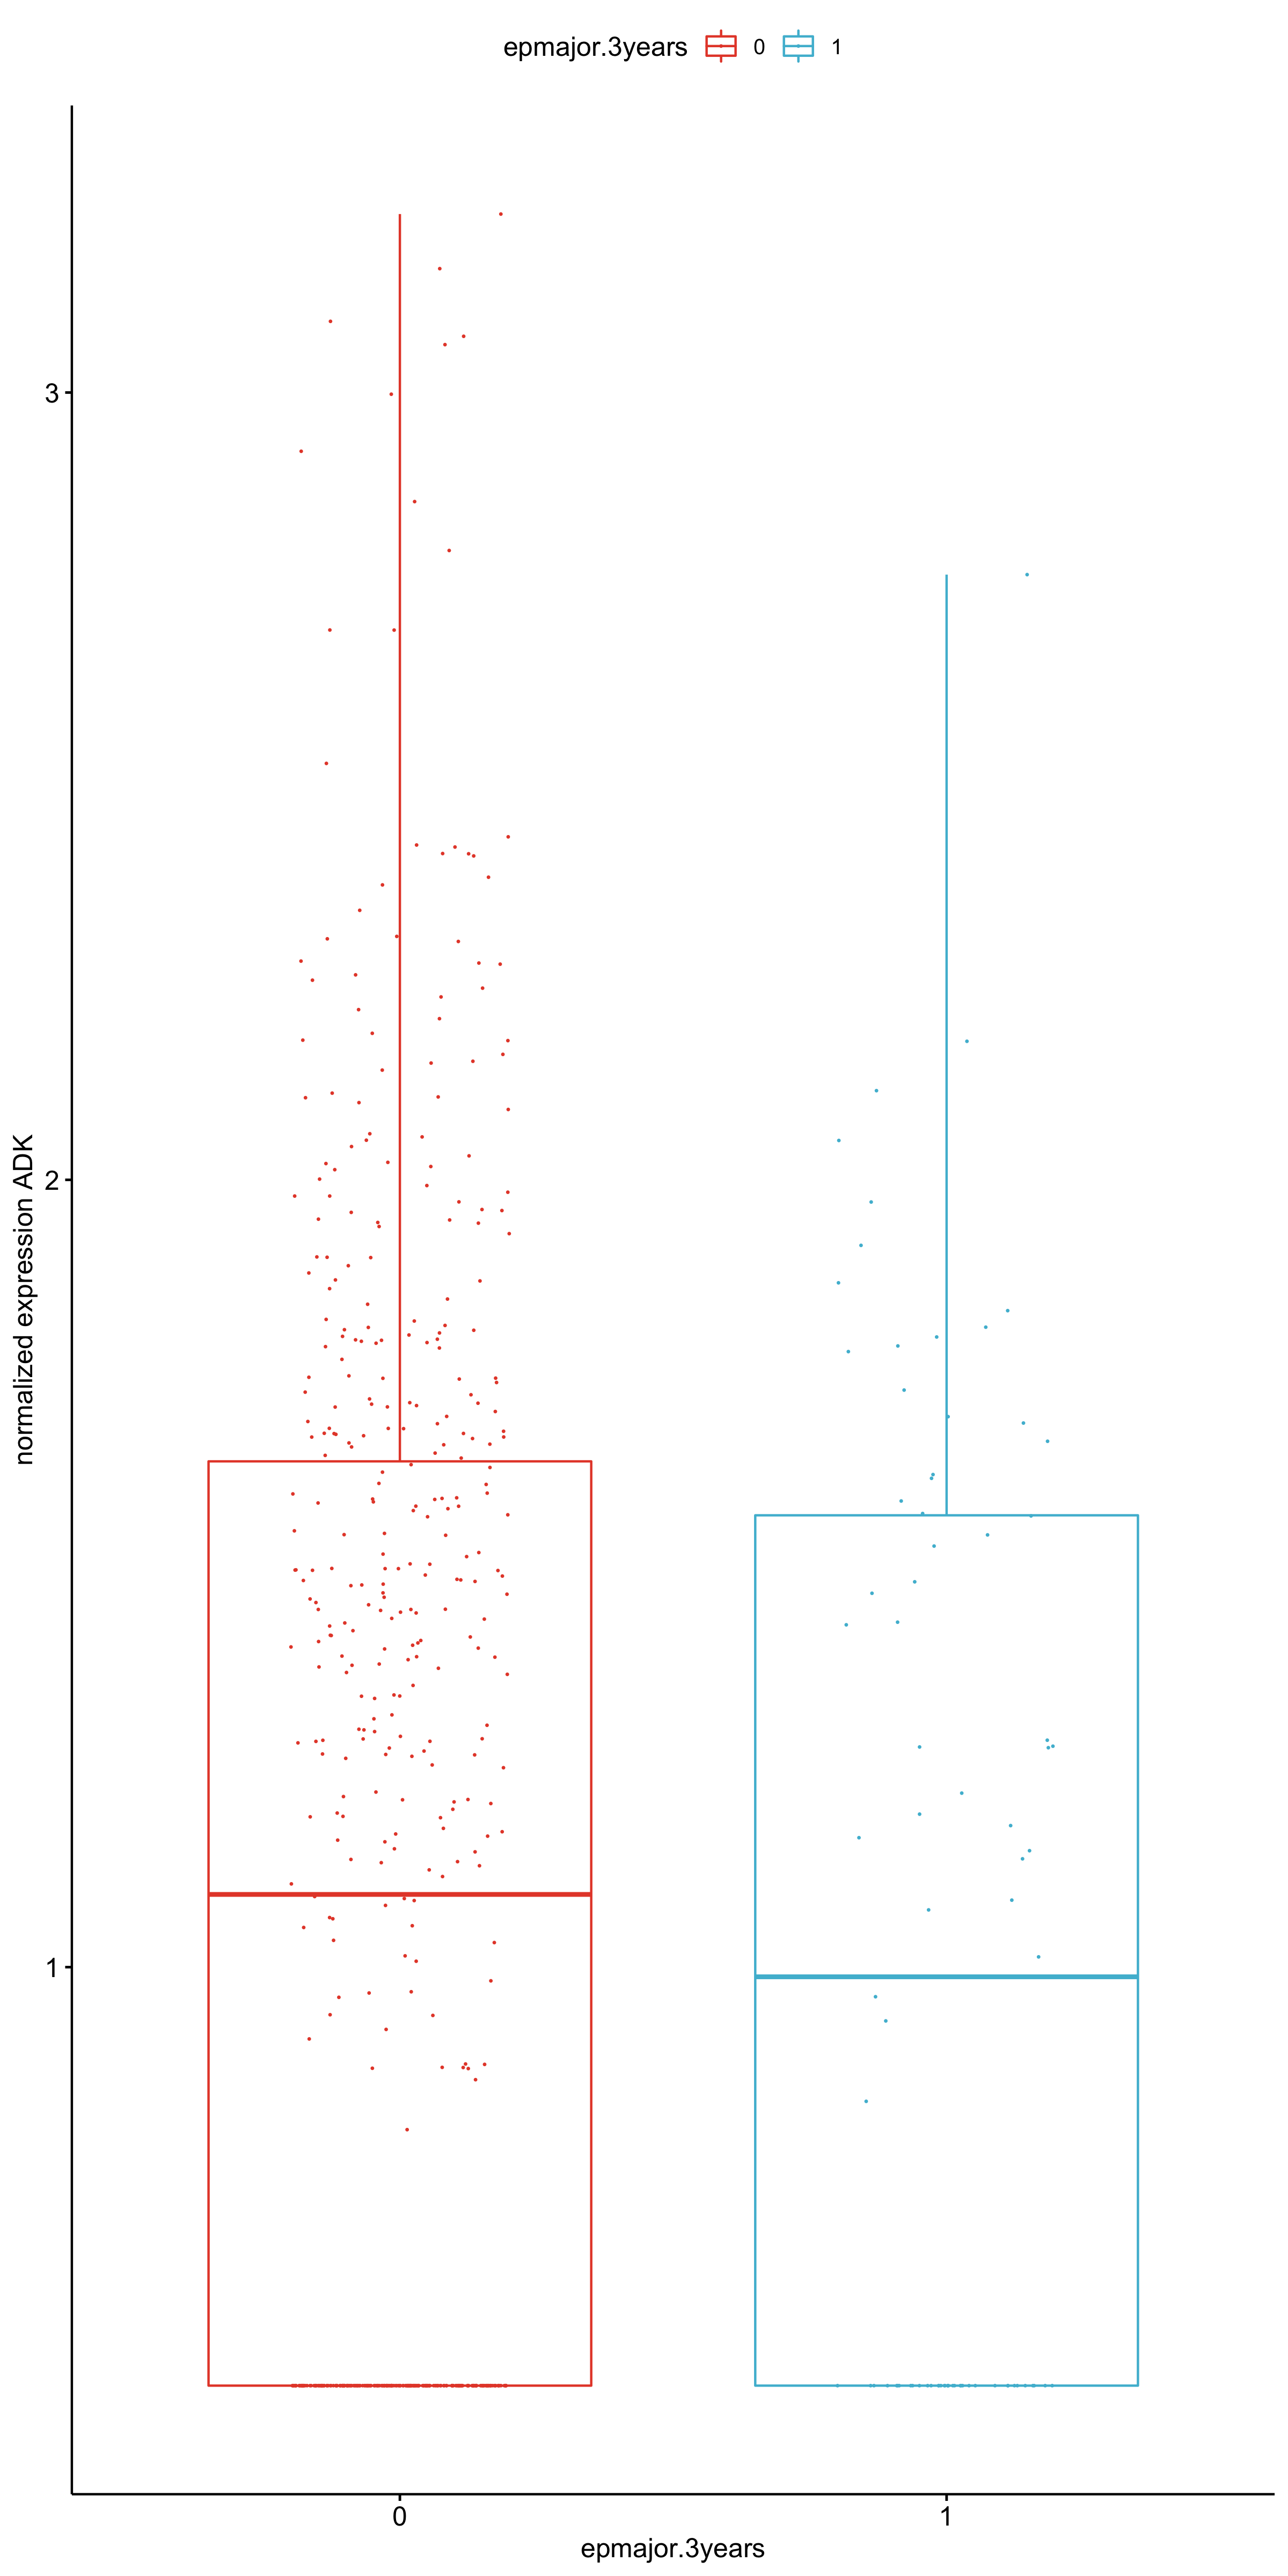 epmajor.3years 0 1
normalized expression ADK
3
2
1
0 1
epmajor.3years